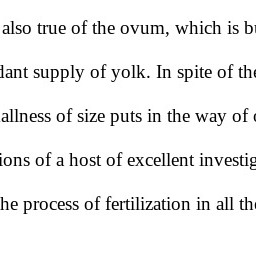 also true of the ovum, which is bu
dant supply of yolk. In spite of the
allness of size puts in the way of
ions of a host of excellent investig
he process of fertilization in all the